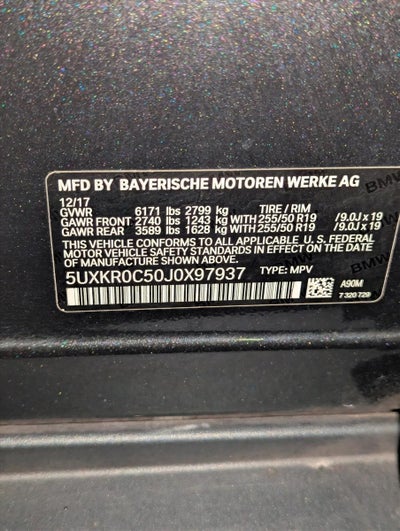 MFD BY BAYERISCHE MOTOREN WERKE AG
12/17
GVWR 6171 lbs 2799 kg TIRE / RIM
GAWR FRONT 2740 lbs 1243 kg WITH 255/50 R19 /9.0J x 19
GAWR REAR 3589 lbs 1628 kg WITH 255/50 R19 /9.0J x 19
THIS VEHICLE CONFORMS TO ALL APPLICABLE U.S. FEDERAL
MOTOR VEHICLE SAFETY STANDARDS IN EFFECT ON THE
DATE OF MANUFACTURE SHOWN ABOVE.
5UXKR0C50J0X97937 TYPE: MPV
A90M
7 320 729